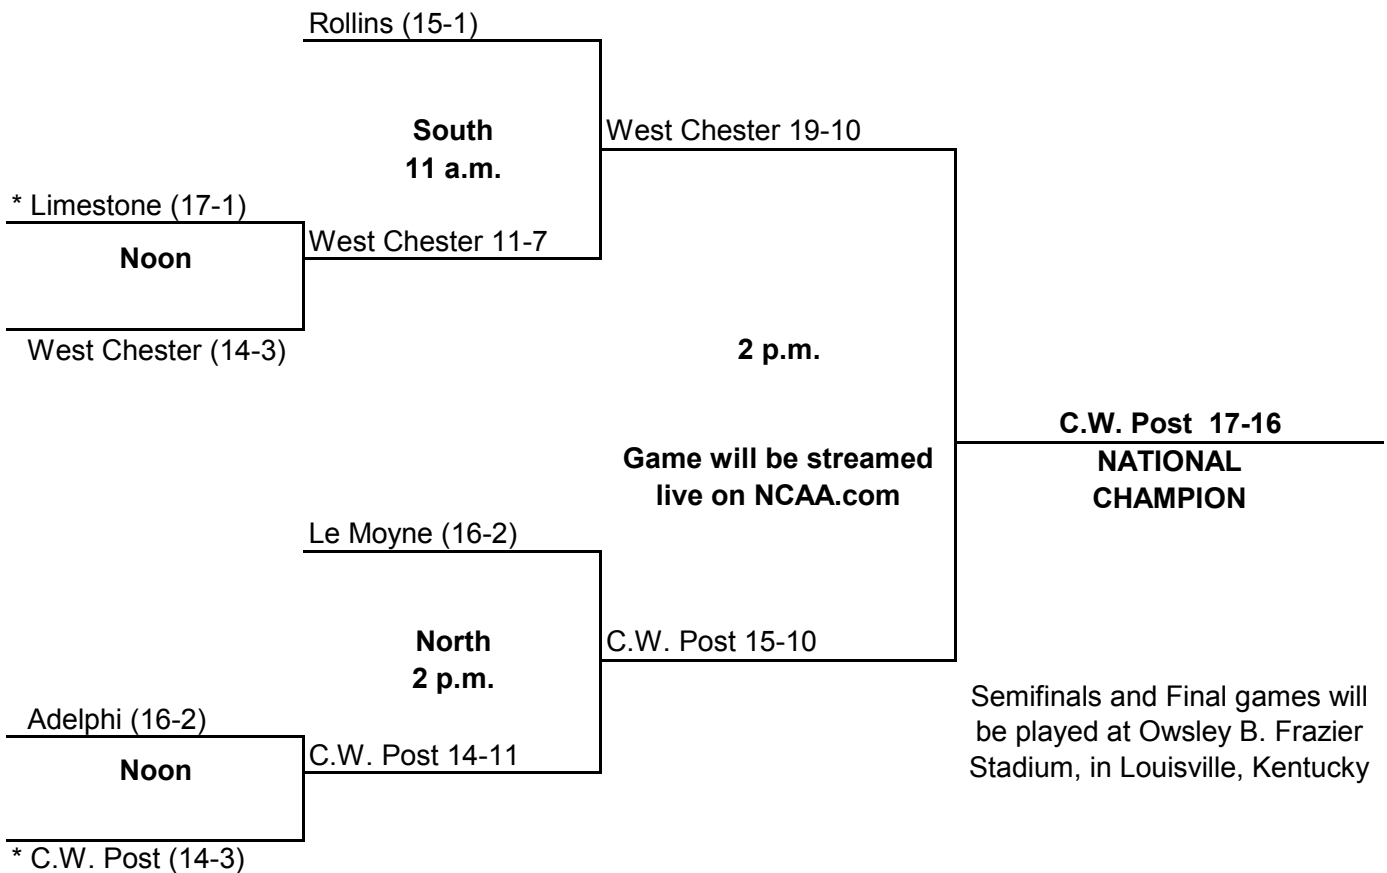 Rollins (15-1)
South
11 a.m.
West Chester 19-10
* Limestone (17-1)
Noon
West Chester 11-7
West Chester (14-3)
2 p.m.
C.W. Post  17-16
NATIONAL
CHAMPION
Game will be streamed
live on NCAA.com
Le Moyne (16-2)
North
2 p.m.
C.W. Post 15-10
Adelphi (16-2)
Noon
C.W. Post 14-11
* C.W. Post (14-3)
Semifinals and Final games will
be played at Owsley B. Frazier
Stadium, in Louisville, Kentucky